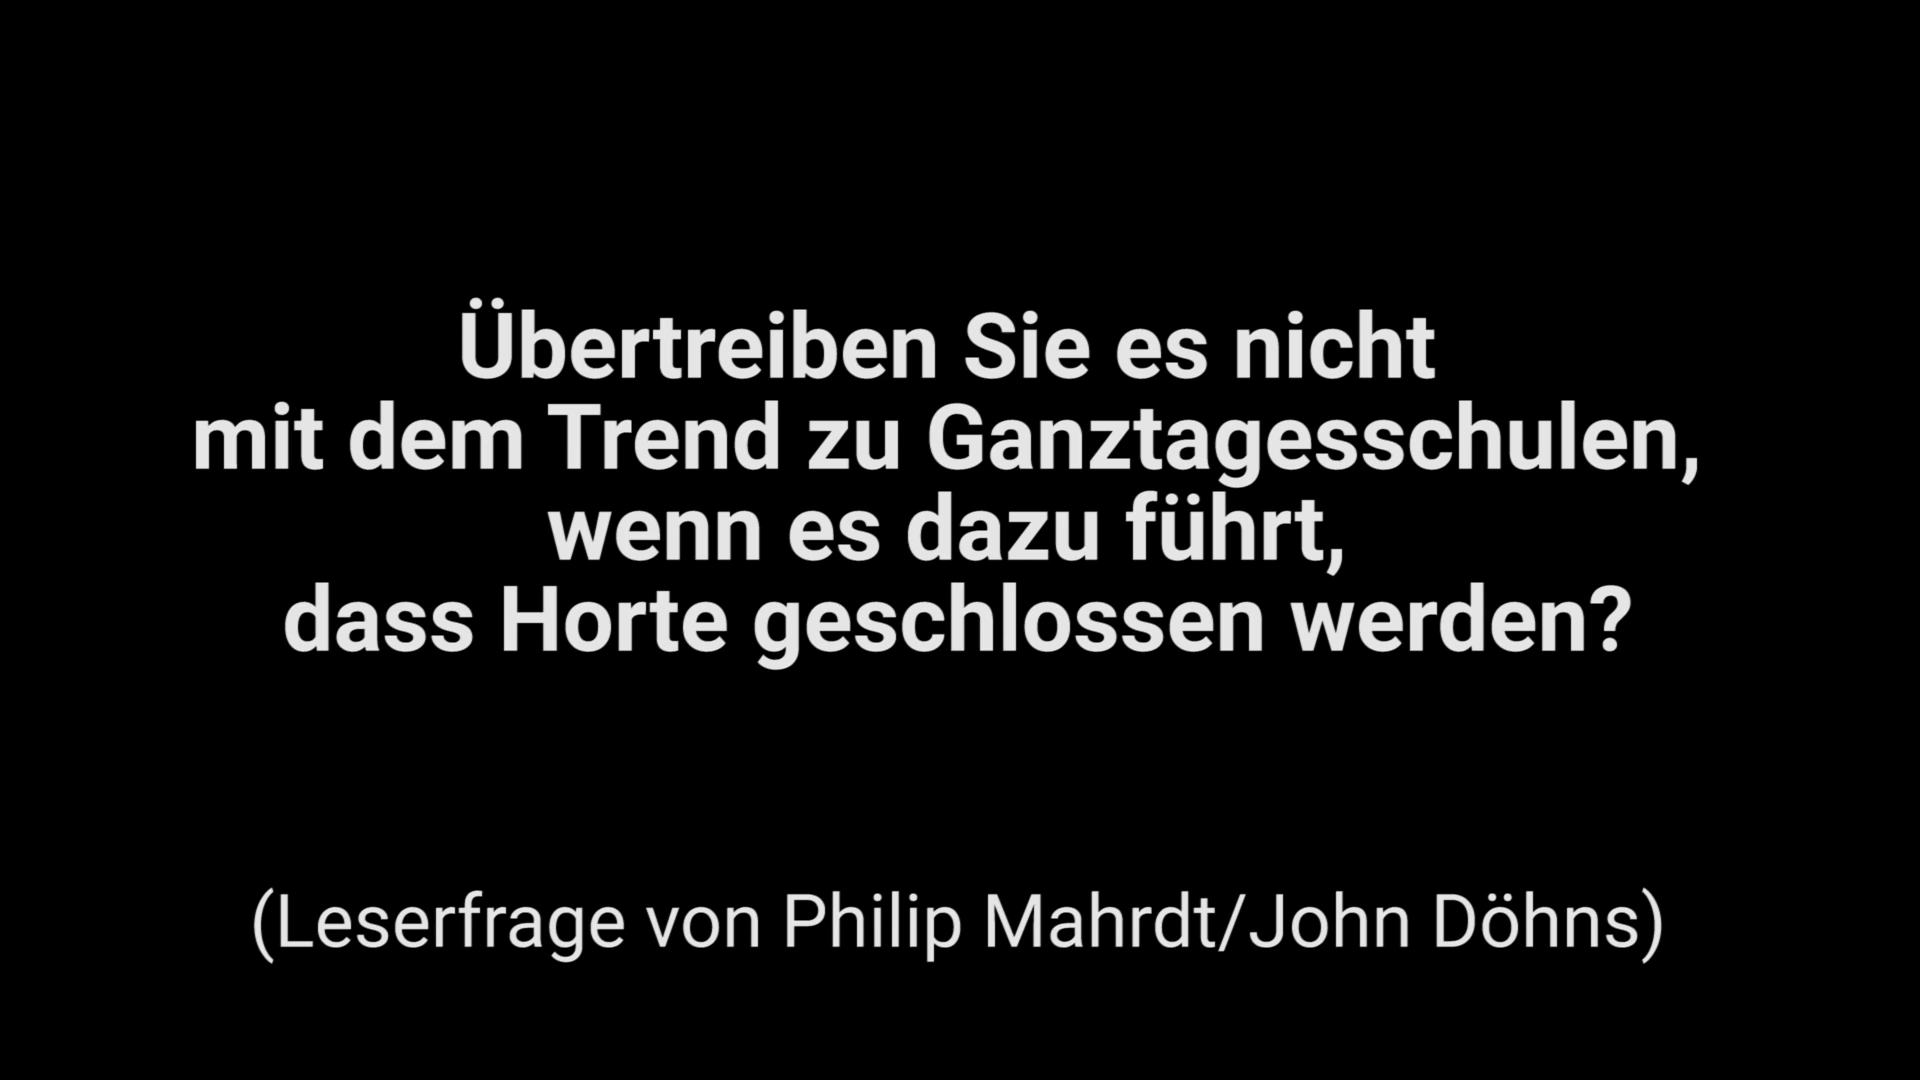 Übertreiben Sie es nicht
mit dem Trend zu Ganztagesschulen,
wenn es dazu führt,
dass Horte geschlossen werden?
(Leserfrage von Philip Mahrdt/John Döhns)